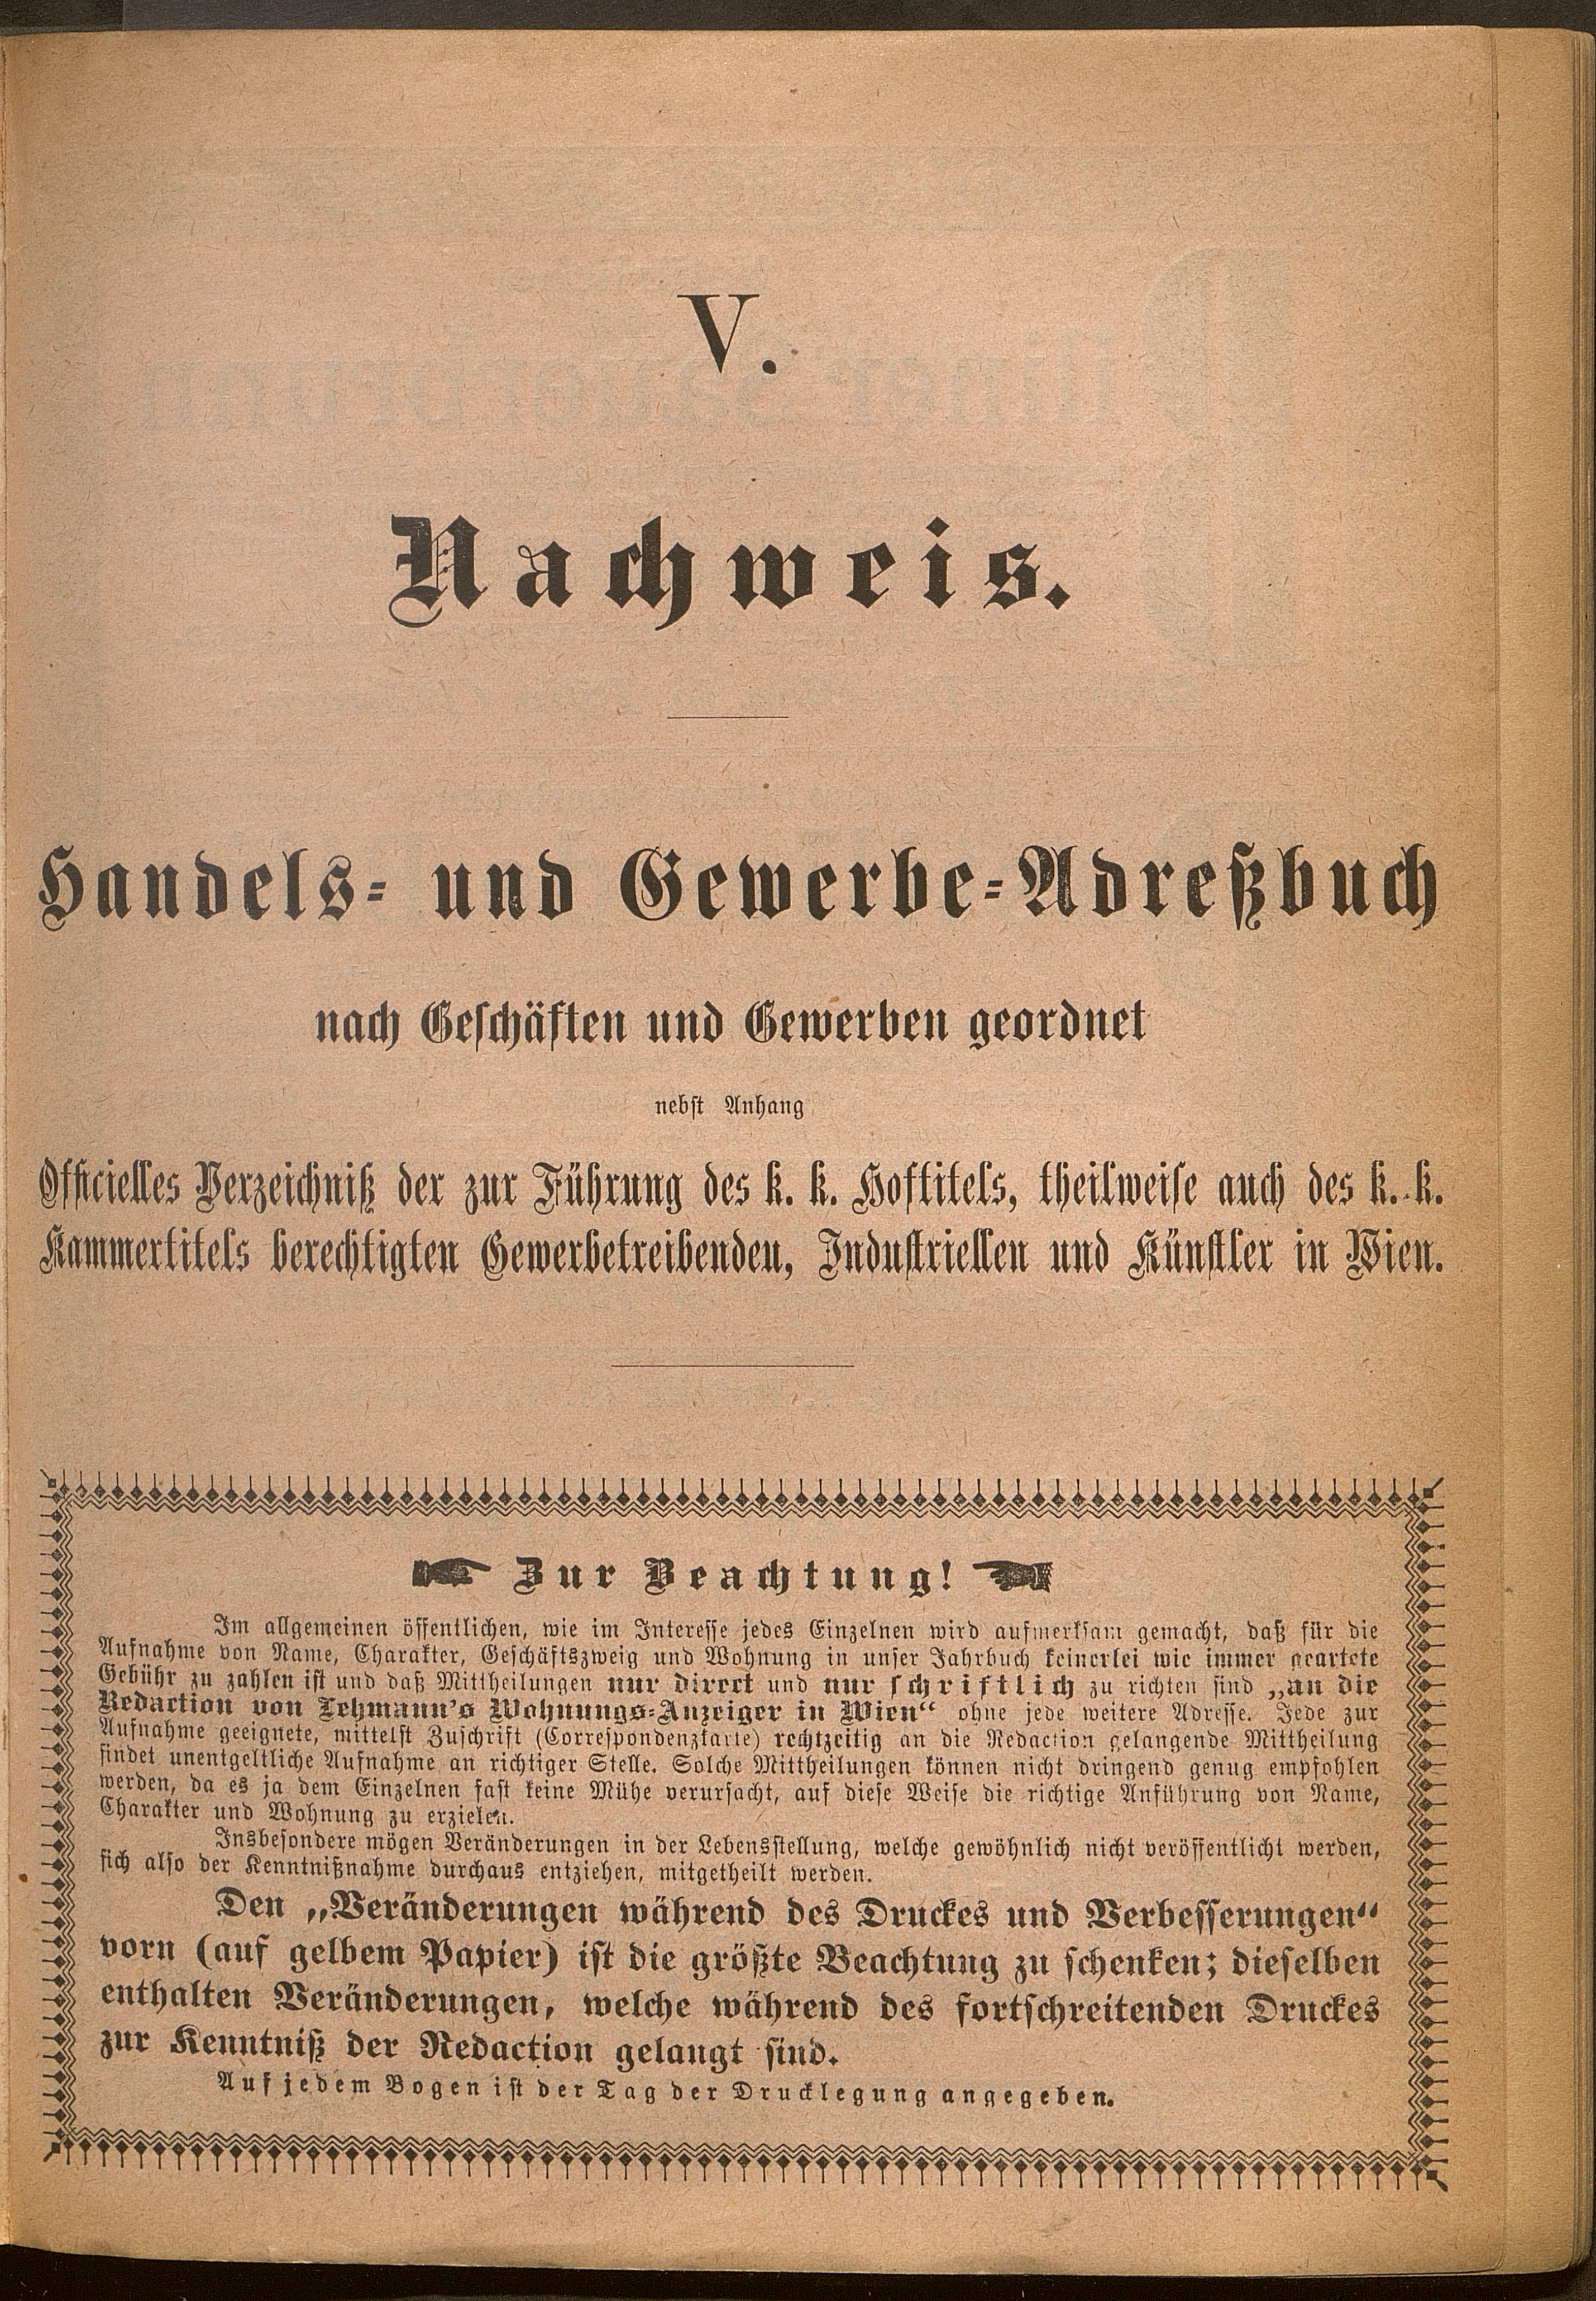 V.
Nachweis.
Handels- und Gewerbe-Adreßbuch
nach Geschäften und Gewerben geordnet
nebst Anhang
Officielles Verzeichniß der zur Führung des k. k. Hoftitels, theilweise auch des k. k.
Kammertitels berechtigten Gewerbetreibenden, Industriellen und Künstler in Wien.
Zur Beachtung!
Im allgemeinen öffentlichen, wie im Interesse jedes Einzelnen wird aufmerksam gemacht, daß für die
Aufnahme von Name, Charakter, Geschäftszweig und Wohnung in unser Jahrbuch keinerlei wie immer geartete
Gebühr zu zahlen ist und daß Mittheilungen nur direct und nur schriftlich zu richten sind „an die
Redaction von Lehmann's Wohnungs-Anzeiger in Wien“ ohne jede weitere Adresse. Jede zur
Aufnahme geeignete, mittelst Zuschrift (Correspondenzkarte) rechtzeitig an die Redaction gelangende Mittheilung
findet unentgeltliche Aufnahme an richtiger Stelle. Solche Mittheilungen können nicht dringend genug empfohlen
werden, da es ja dem Einzelnen fast keine Mühe verursacht, auf diese Weise die richtige Anführung von Name,
Charakter und Wohnung zu erzielen.
Insbesondere mögen Veränderungen in der Lebensstellung, welche gewöhnlich nicht veröffentlicht werden,
sich also der Kenntnißnahme durchaus entziehen, mitgetheilt werden.
Den „Veränderungen während des Druckes und Verbesserungen“
vorn (auf gelbem Papier) ist die größte Beachtung zu schenken; dieselben
enthalten Veränderungen, welche während des fortschreitenden Druckes
zur Kenntniß der Redaction gelangt sind.
Auf jedem Bogen ist der Tag der Drucklegung angegeben.